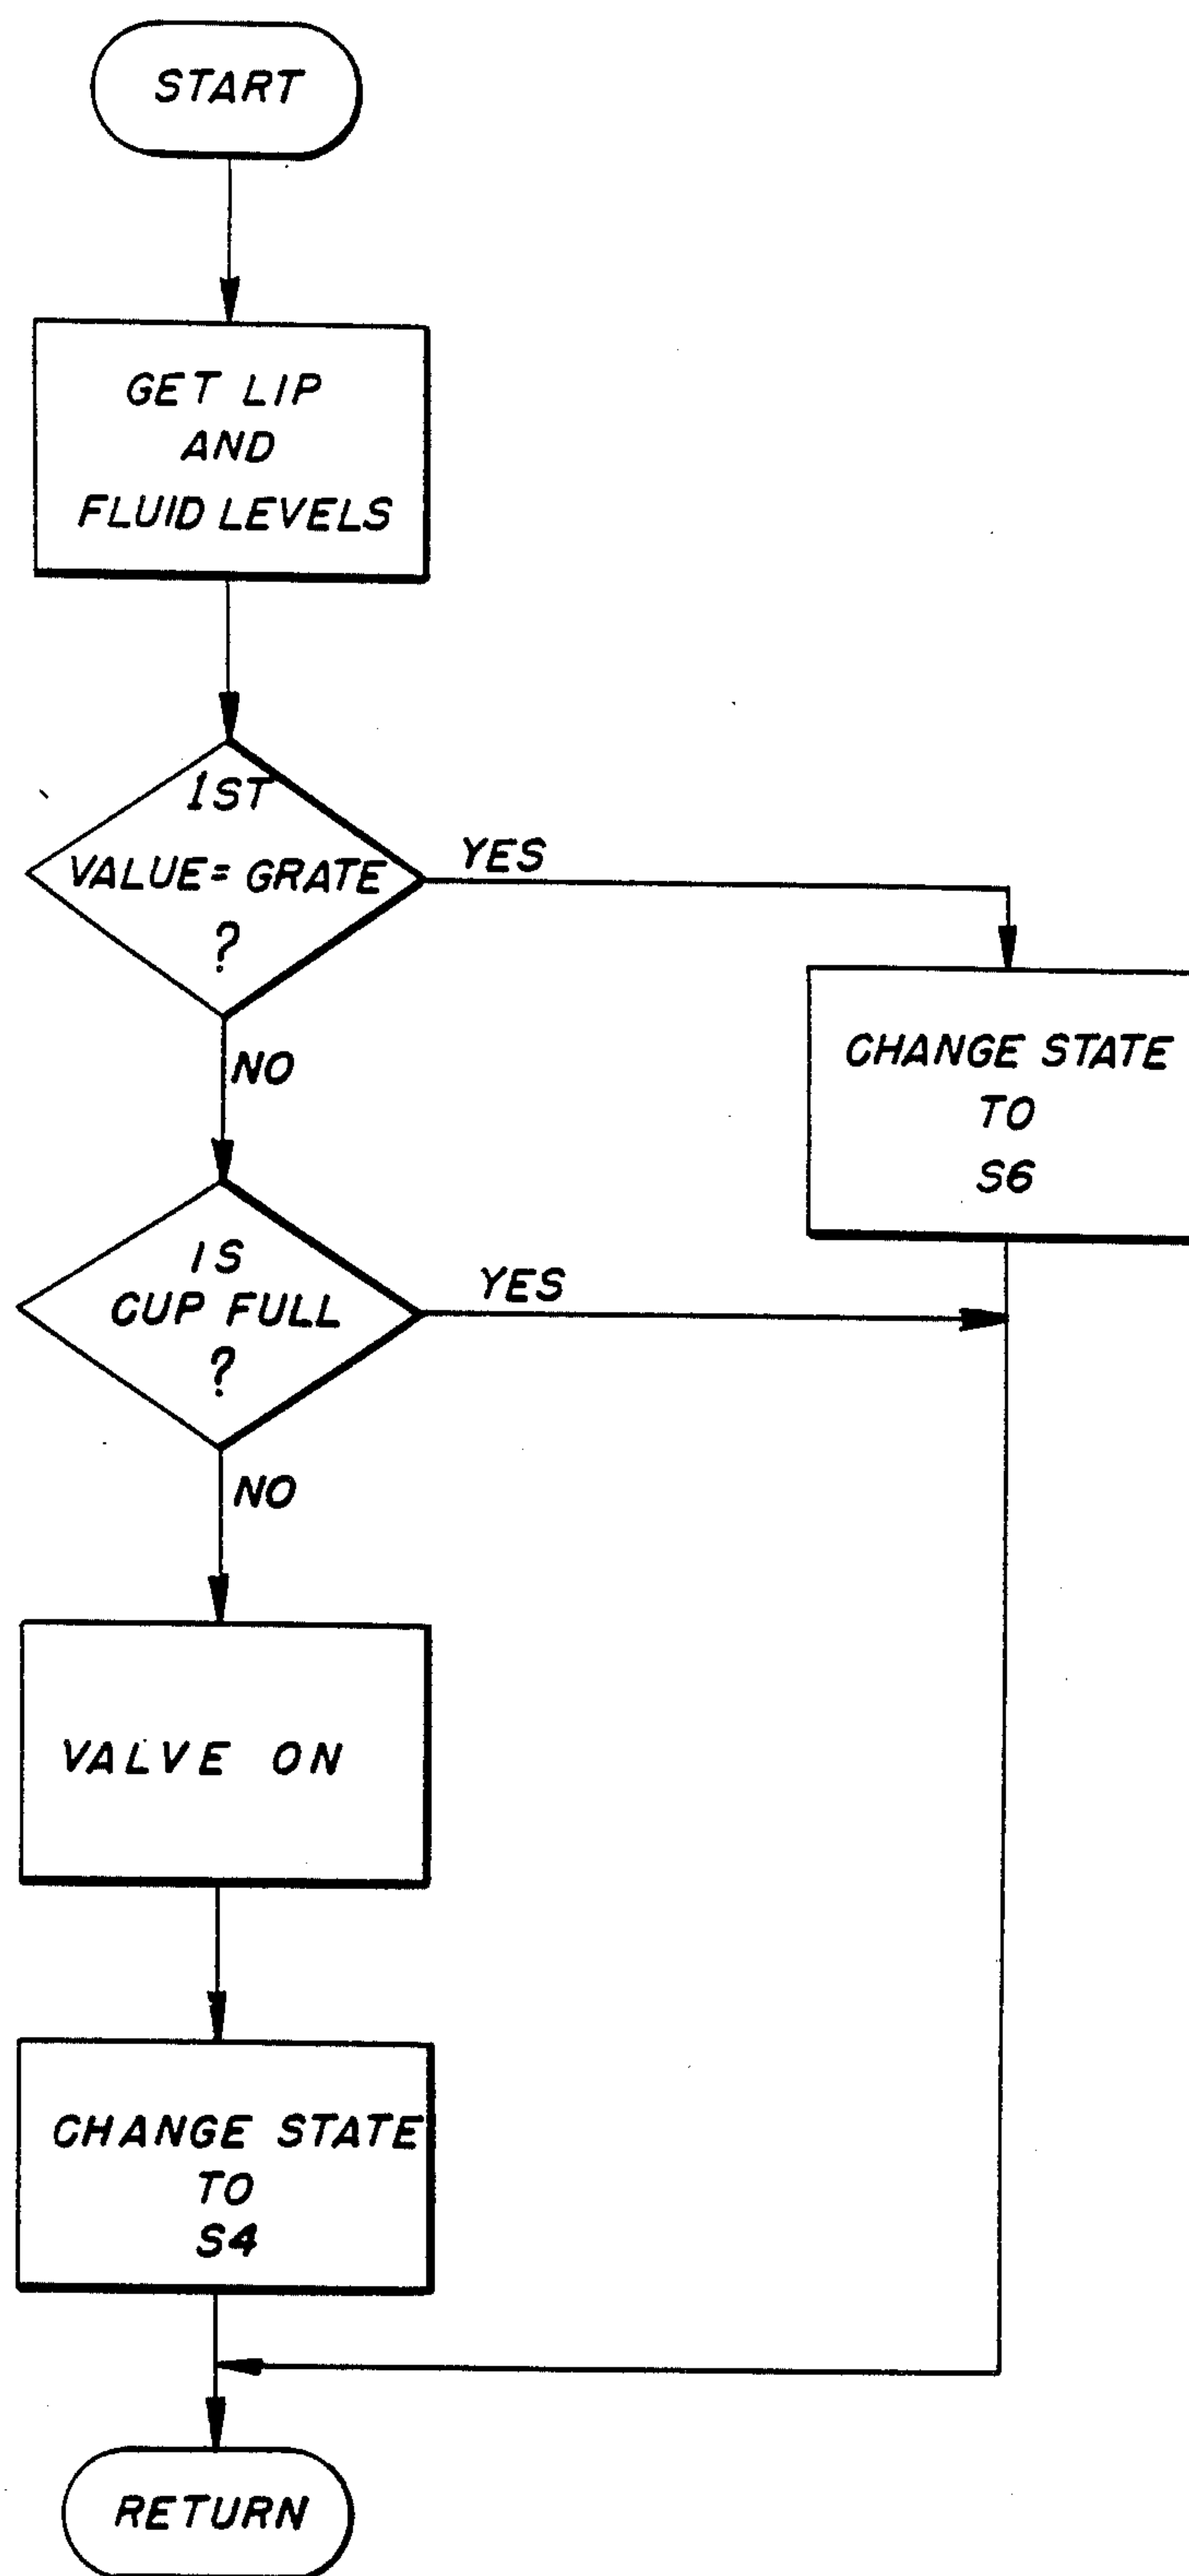 START
GET LIP
AND
FLUID LEVELS
1ST
VALUE= GRATE
?
YES
NO
CHANGE STATE
TO
S6
IS
CUP FULL
?
YES
NO
VALVE ON
CHANGE STATE
TO
S4
RETURN